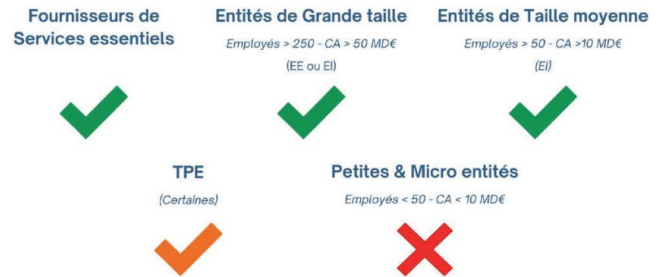 Fournisseurs de
Services essentiels
Entités de Grande taille
Employés > 250 - CA > 50 MD€
(EE ou EI)
Entités de Taille moyenne
Employés > 50 - CA >10 MD€
(EI)
TPE
(Certaines)
Petites & Micro entités
Employés < 50 - CA < 10 MD€